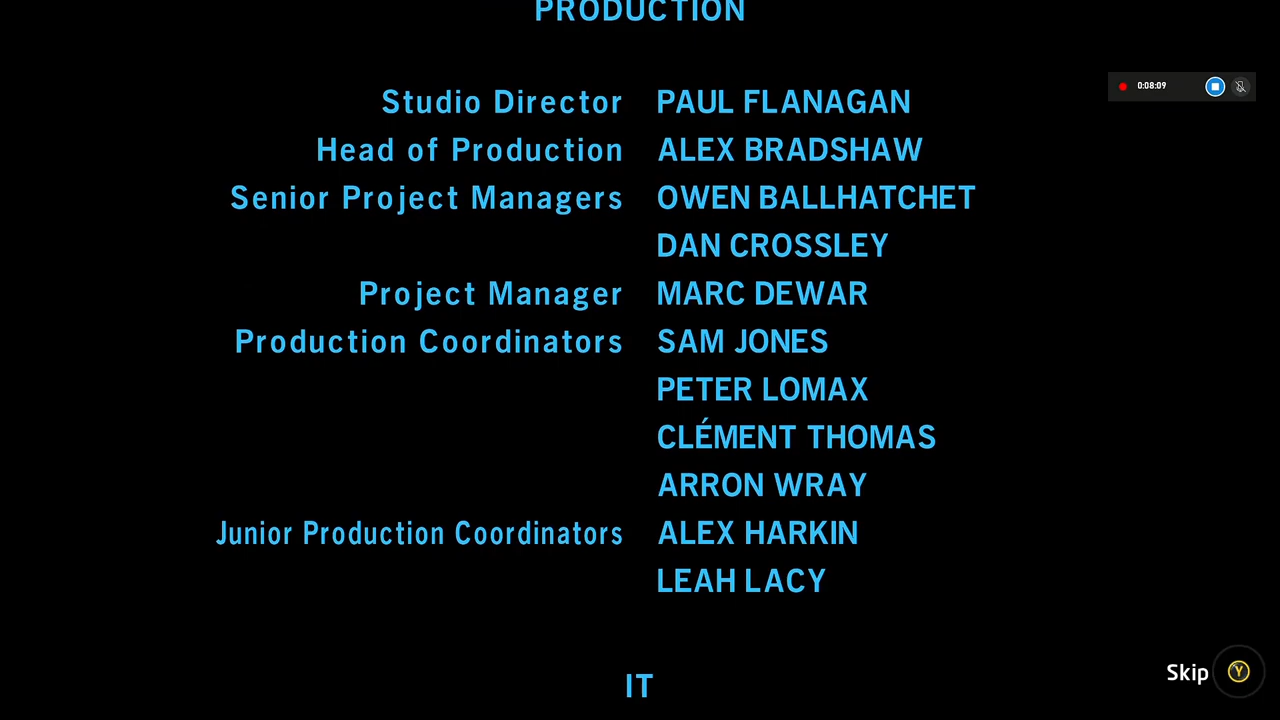 PRODUCTION
0:08:09
Studio Director PAUL FLANAGAN
Head of Production ALEX BRADSHAW
Senior Project Managers OWEN BALLHATCHET
DAN CROSSLEY
Project Manager MARC DEWAR
Production Coordinators SAM JONES
PETER LOMAX
CLÉMENT THOMAS
ARRON WRAY
Junior Production Coordinators ALEX HARKIN
LEAH LACY
Skip Y
IT